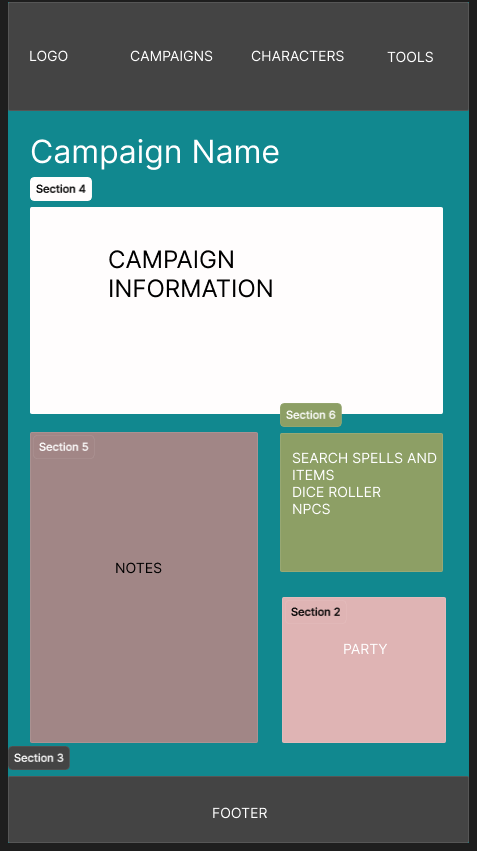 LOGO CAMPAIGNS CHARACTERS TOOLS
Campaign Name
Section 4
CAMPAIGN
INFORMATION
Section 6
Section 5
SEARCH SPELLS AND
ITEMS
DICE ROLLER
NPCS
NOTES
Section 2
PARTY
Section 3
FOOTER